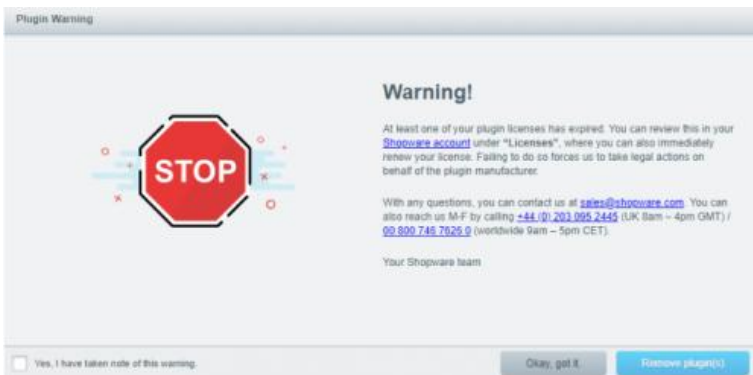 Plugin Warning
STOP
Warning!
At least one of your plugin licenses has expired. You can review this in your
Shopware account under "Licenses", where you can also immediately
renew your license. Failing to do so forces us to take legal actions on
behalf of the plugin manufacturer.
With any questions, you can contact us at sales@shopware.com. You can
also reach us M-F by calling +44 (0) 203 095 2445 (UK 8am – 4pm GMT) /
00 800 746 7626 0 (worldwide 9am – 5pm CET).
Your Shopware team
Yes, I have taken note of this warning.
Okay, got it.
Remove plugin(s)